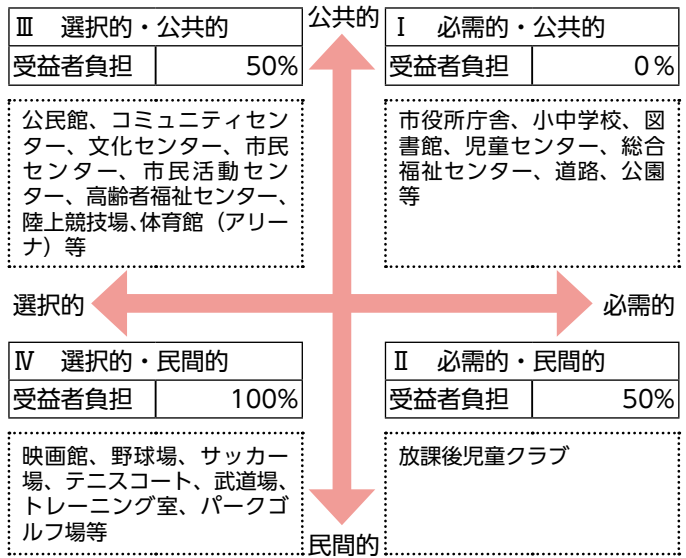 公共的
Ⅲ 選択的・公共的
受益者負担 50%
公民館、コミュニティセン
ター、文化センター、市民
センター、市民活動セン
ター、高齢者福祉センター、
陸上競技場、体育館（アリー
ナ）等
Ⅰ 必需的・公共的
受益者負担 0%
市役所庁舎、小中学校、図
書館、児童センター、総合
福祉センター、道路、公園
等
選択的
必需的
Ⅳ 選択的・民間的
受益者負担 100%
映画館、野球場、サッカー
場、テニスコート、武道場、
トレーニング室、パークゴ
ルフ場等
Ⅱ 必需的・民間的
受益者負担 50%
放課後児童クラブ
民間的